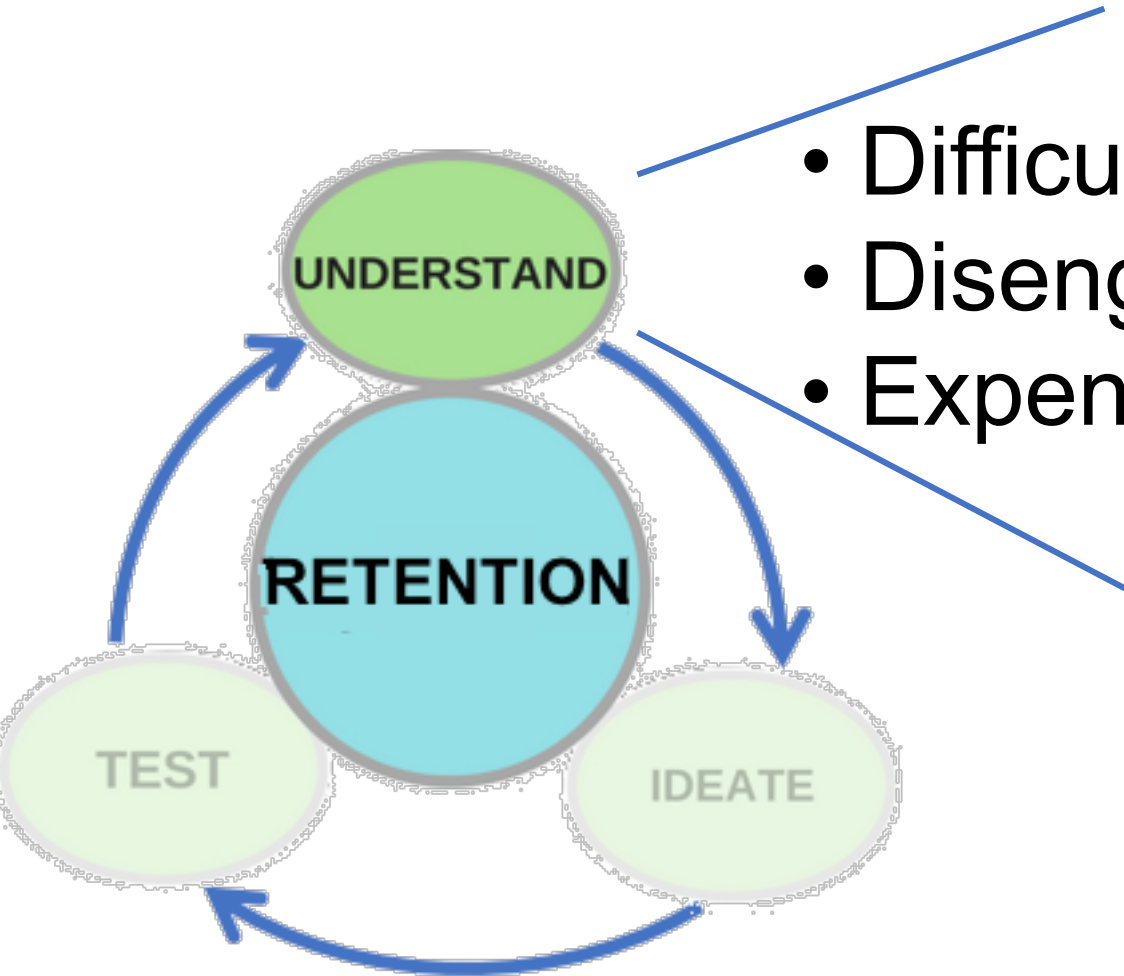 • Difficu
UNDERSTAND
• Diseng
• Expen
RETENTION
TEST
IDEATE